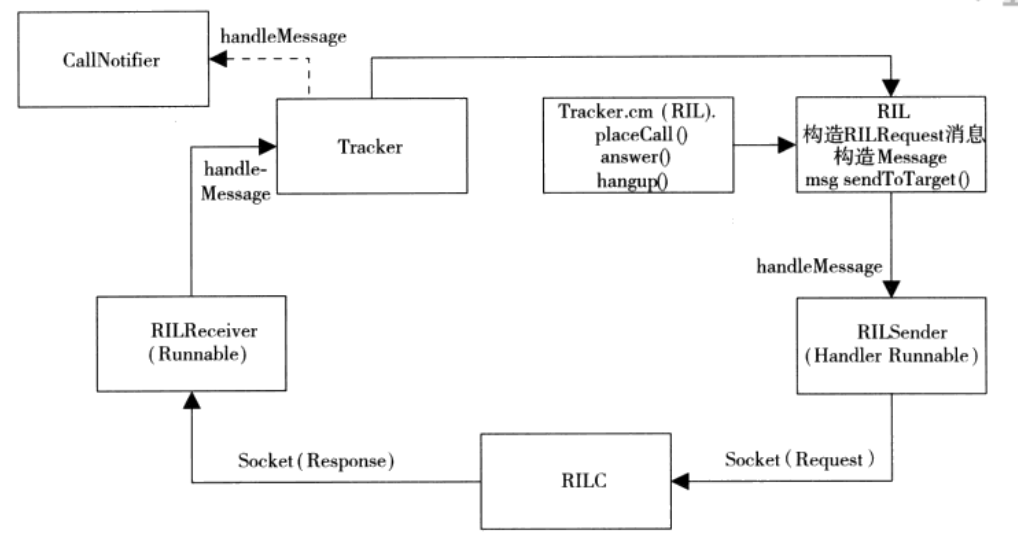 CallNotifier
handleMessage
Tracker
Tracker.cm (RIL).
placeCall()
answer()
hangup()
RIL
构造RILRequest消息
构造Message
msg sendToTarget()
handle-
Message
handleMessage
RILReceiver
(Runnable)
RILSender
(Handler Runnable)
Socket(Response)
RILC
Socket(Request)